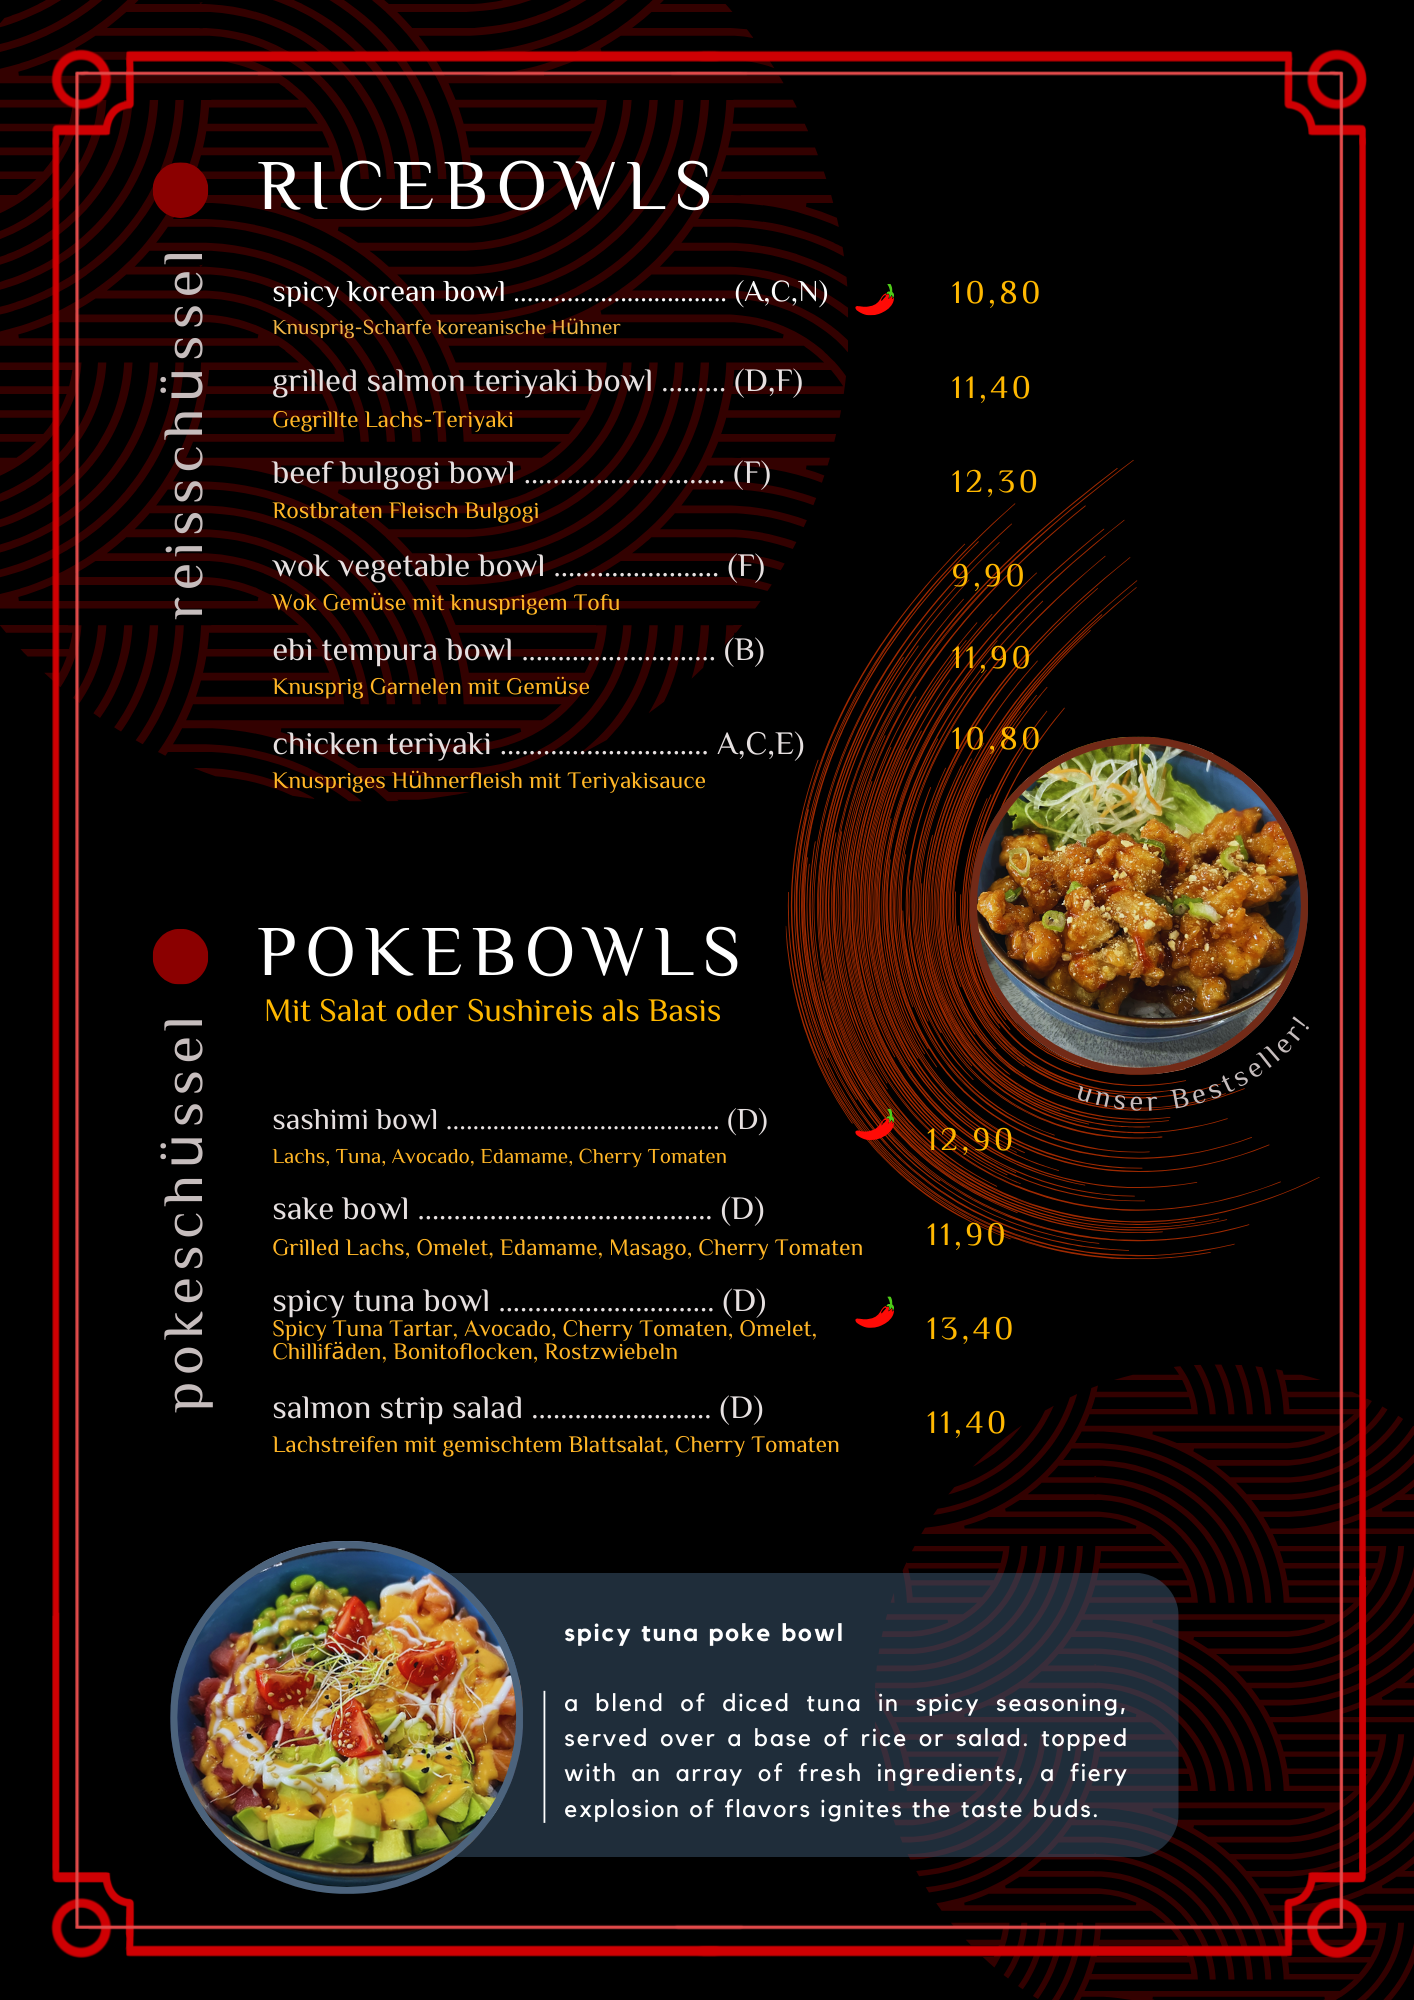 RICEBOWLS
reisschüssel
spicy korean bowl ................................ (A,C,N) 10,80
Knusprig-Scharfe koreanische Hühner
grilled salmon teriyaki bowl ......... (D,F) 11,40
Gegrillte Lachs-Teriyaki
beef bulgogi bowl ............................ (F) 12,30
Rostbraten Fleisch Bulgogi
wok vegetable bowl ....................... (F) 9,90
Wok Gemüse mit knusprigem Tofu
ebi tempura bowl ........................... (B) 11,90
Knusprig Garnelen mit Gemüse
chicken teriyaki ............................. A,C,E) 10,80
Knuspriges Hühnerfleish mit Teriyakisauce
unser Bestseller!
POKEBOWLS
Mit Salat oder Sushireis als Basis
pokeschüssel
sashimi bowl ....................................... (D) 12,90
Lachs, Tuna, Avocado, Edamame, Cherry Tomaten
sake bowl ......................................... (D) 11,90
Grilled Lachs, Omelet, Edamame, Masago, Cherry Tomaten
spicy tuna bowl .............................. (D) 13,40
Spicy Tuna Tartar, Avocado, Cherry Tomaten, Omelet,
Chillifäden, Bonitoflocken, Rostzwiebeln
salmon strip salad ......................... (D) 11,40
Lachstreifen mit gemischtem Blattsalat, Cherry Tomaten
spicy tuna poke bowl
a blend of diced tuna in spicy seasoning,
served over a base of rice or salad. topped
with an array of fresh ingredients, a fiery
explosion of flavors ignites the taste buds.